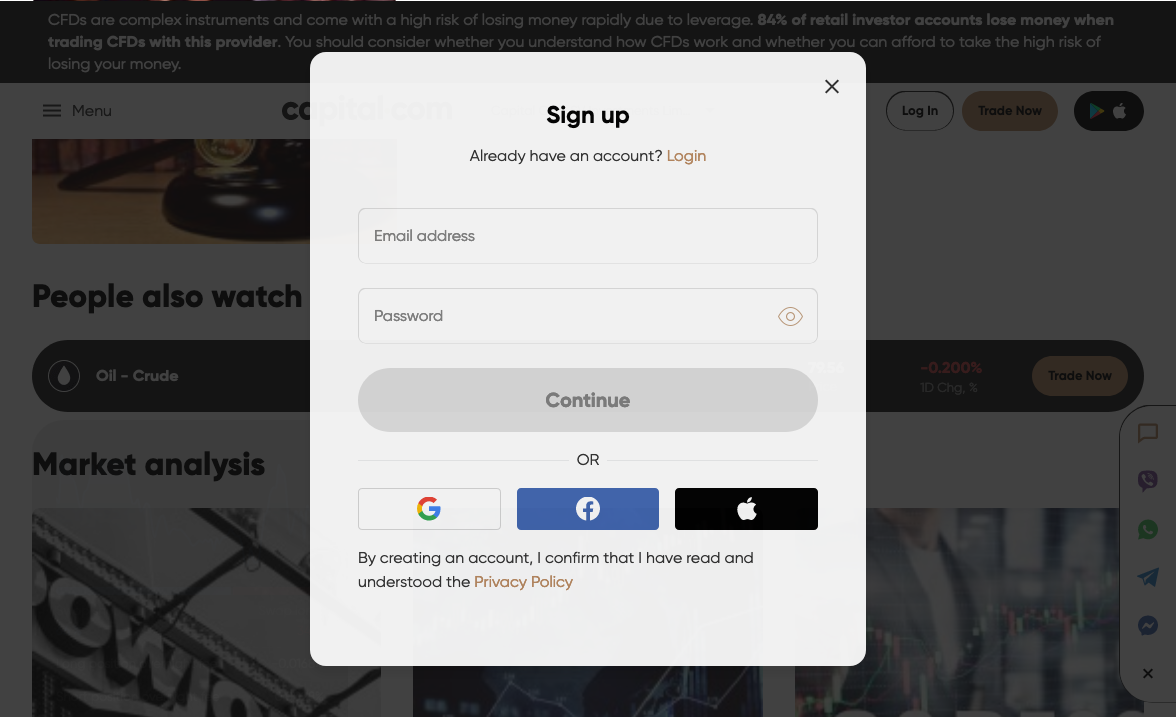 CFDs are complex instruments and come with a high risk of losing money rapidly due to leverage. 84% of retail investor accounts lose money when
trading CFDs with this provider. You should consider whether you understand how CFDs work and whether you can afford to take the high risk of
losing your money.
Menu
capital.com
Log In
Trade Now
Sign up
Already have an account? Login
Email address
Password
Continue
OR
By creating an account, I confirm that I have read and
understood the Privacy Policy
People also watch
Oil - Crude
-0.200%
1D Chg, %
Trade Now
Market analysis